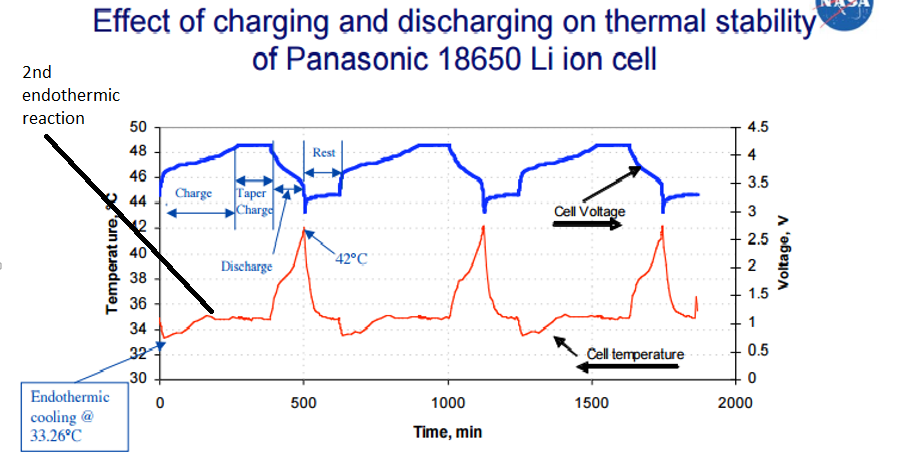 Effect of charging and discharging on thermal stability
of Panasonic 18650 Li ion cell
NASA
2nd
endothermic
reaction
50
48
46
44
42
40
38
36
34
32
30
Temperature, °C
4.5
4
3.5
3
2.5
2
1.5
1
0.5
0
Voltage, V
Charge
Taper
Charge
Rest
Discharge
42°C
Cell Voltage
Cell temperature
Endothermic
cooling @
33.26°C
0
500
1000
1500
2000
Time, min